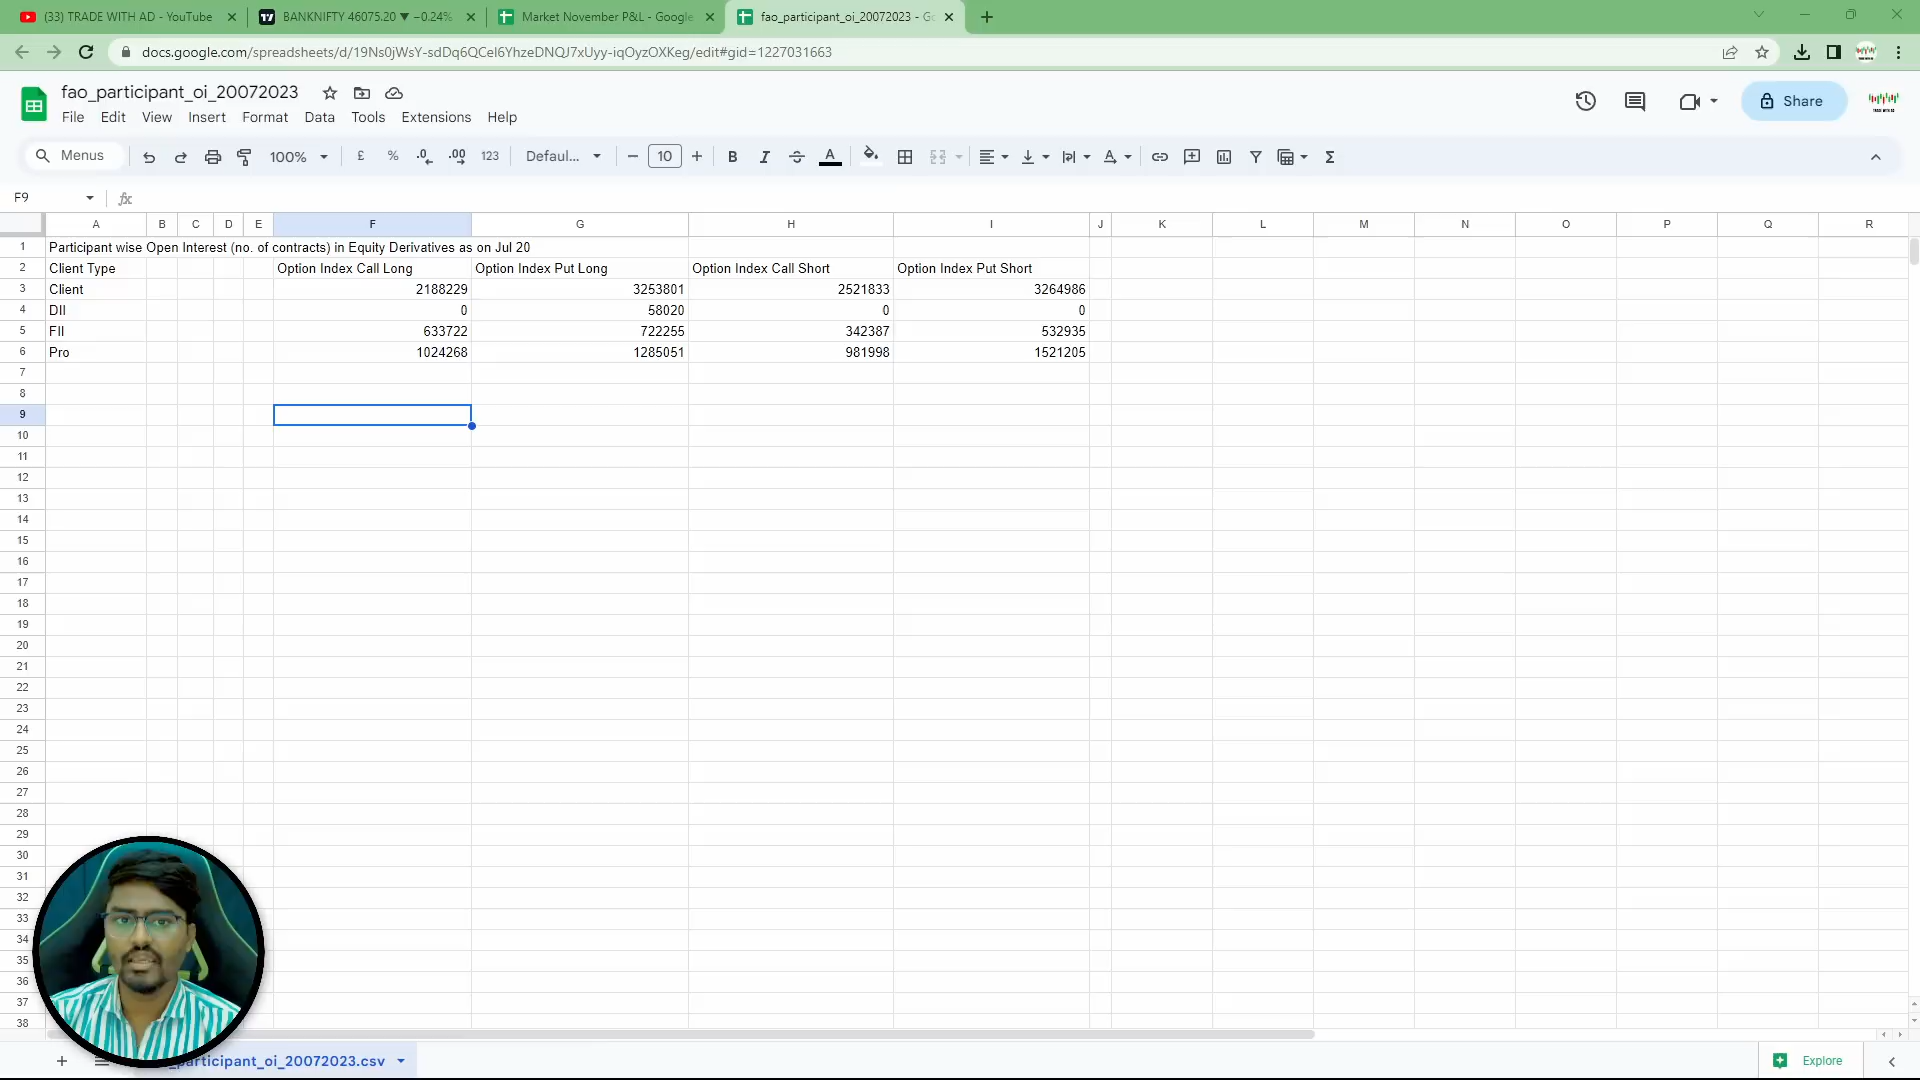 (33) TRADE WITH AD - YouTube
BANKNIFTY 46075.20 ▼ −0.24%
Market November P&L - Google
fao_participant_oi_20072023 - Go
docs.google.com/spreadsheets/d/19Ns0jWsY-sdDq6QCeI6YhzeDNQJ7xUyy-iqOyzOXKeg/edit#gid=1227031663
fao_participant_oi_20072023
File Edit View Insert Format Data Tools Extensions Help
Share
Menus 100% £ % .0 .00 123 Defaul... − 10 + B I A Σ
F9 fx
A B C D E F G H I J K L M N O P Q R
1 Participant wise Open Interest (no. of contracts) in Equity Derivatives as on Jul 20
2 Client Type Option Index Call Long Option Index Put Long Option Index Call Short Option Index Put Short
3 Client 2188229 3253801 2521833 3264986
4 DII 0 58020 0 0
5 FII 633722 722255 342387 532935
6 Pro 1024268 1285051 981998 1521205
7
8
9
10
11
12
13
14
15
16
17
18
19
20
21
22
23
24
25
26
27
28
29
30
31
32
33
34
35
36
37
38
participant_oi_20072023.csv
Explore